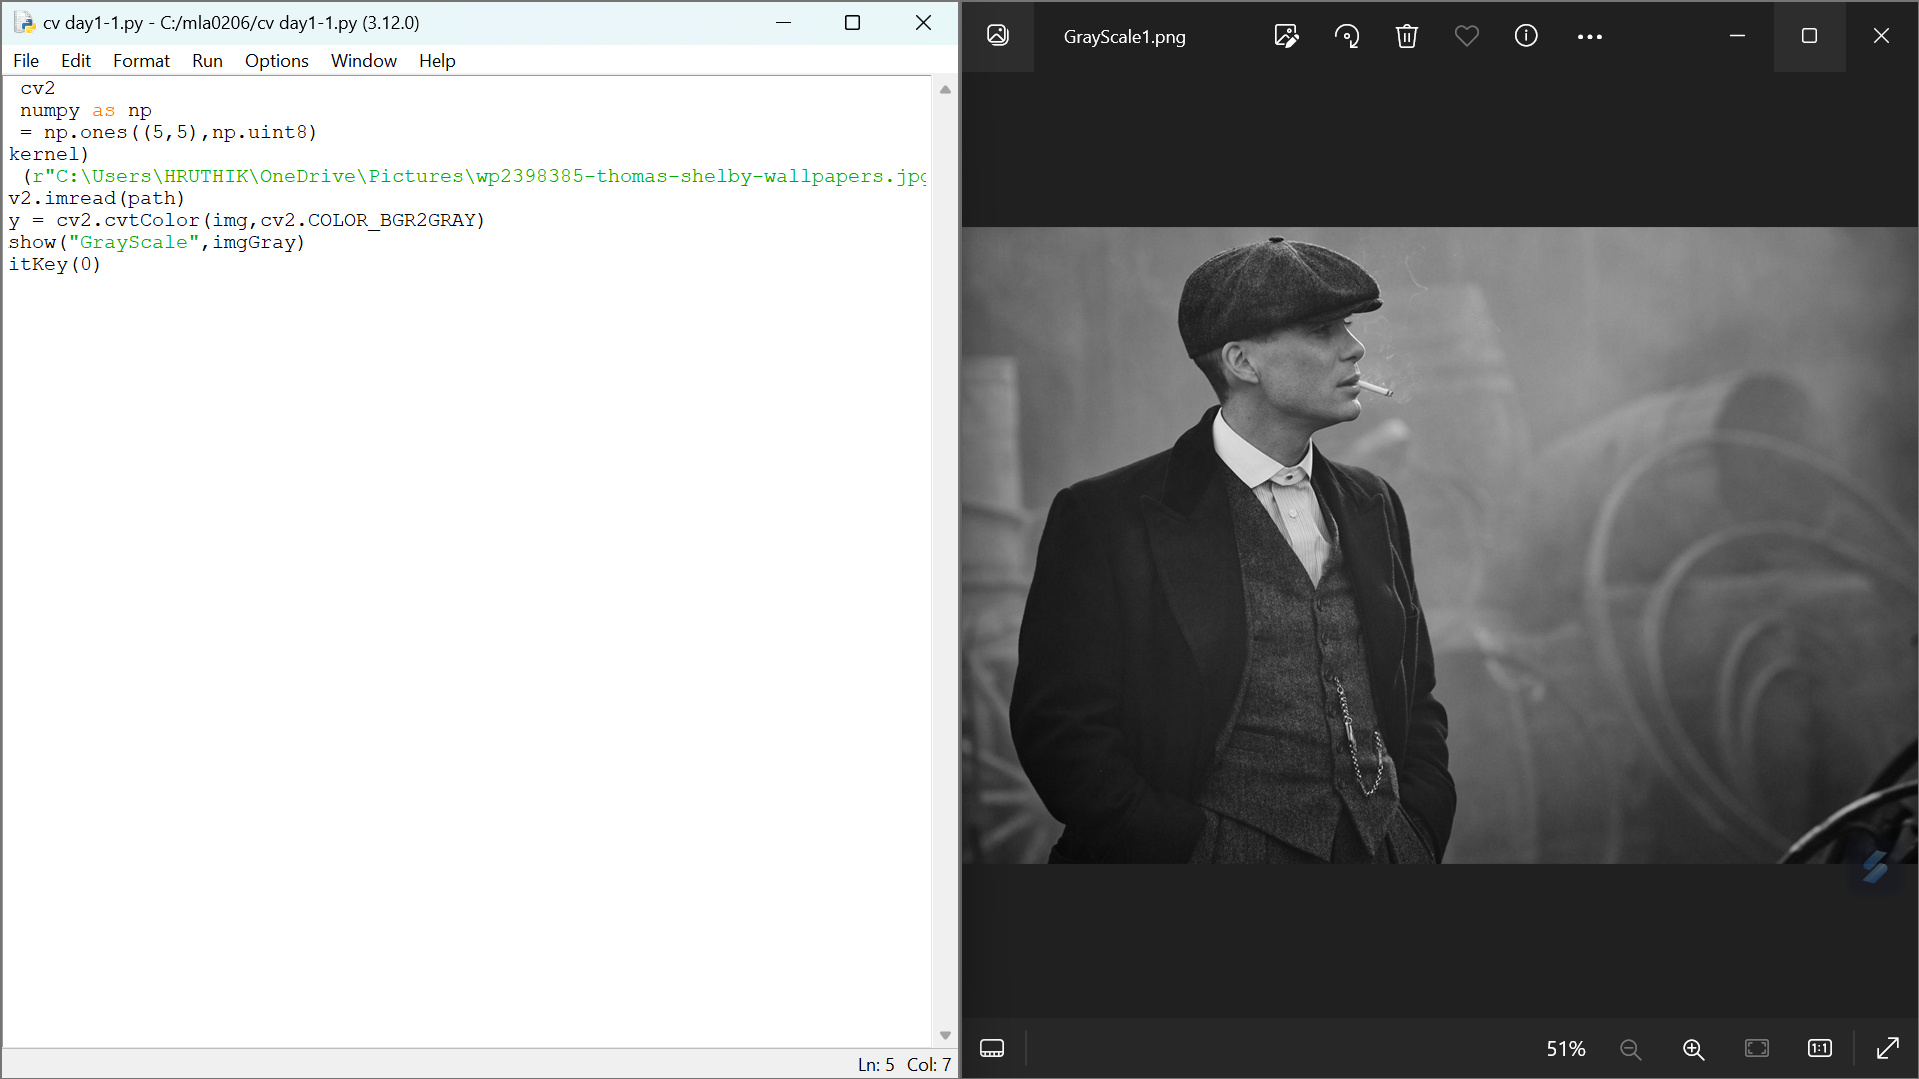 cv day1-1.py - C:/mla0206/cv day1-1.py (3.12.0)
File Edit Format Run Options Window Help
cv2
numpy as np
= np.ones((5,5),np.uint8)
kernel)
(r"C:\Users\HRUTHIK\OneDrive\Pictures\wp2398385-thomas-shelby-wallpapers.jpg
v2.imread(path)
y = cv2.cvtColor(img,cv2.COLOR_BGR2GRAY)
show("GrayScale",imgGray)
itKey(0)
Ln: 5 Col: 7
GrayScale1.png
51%
1:1